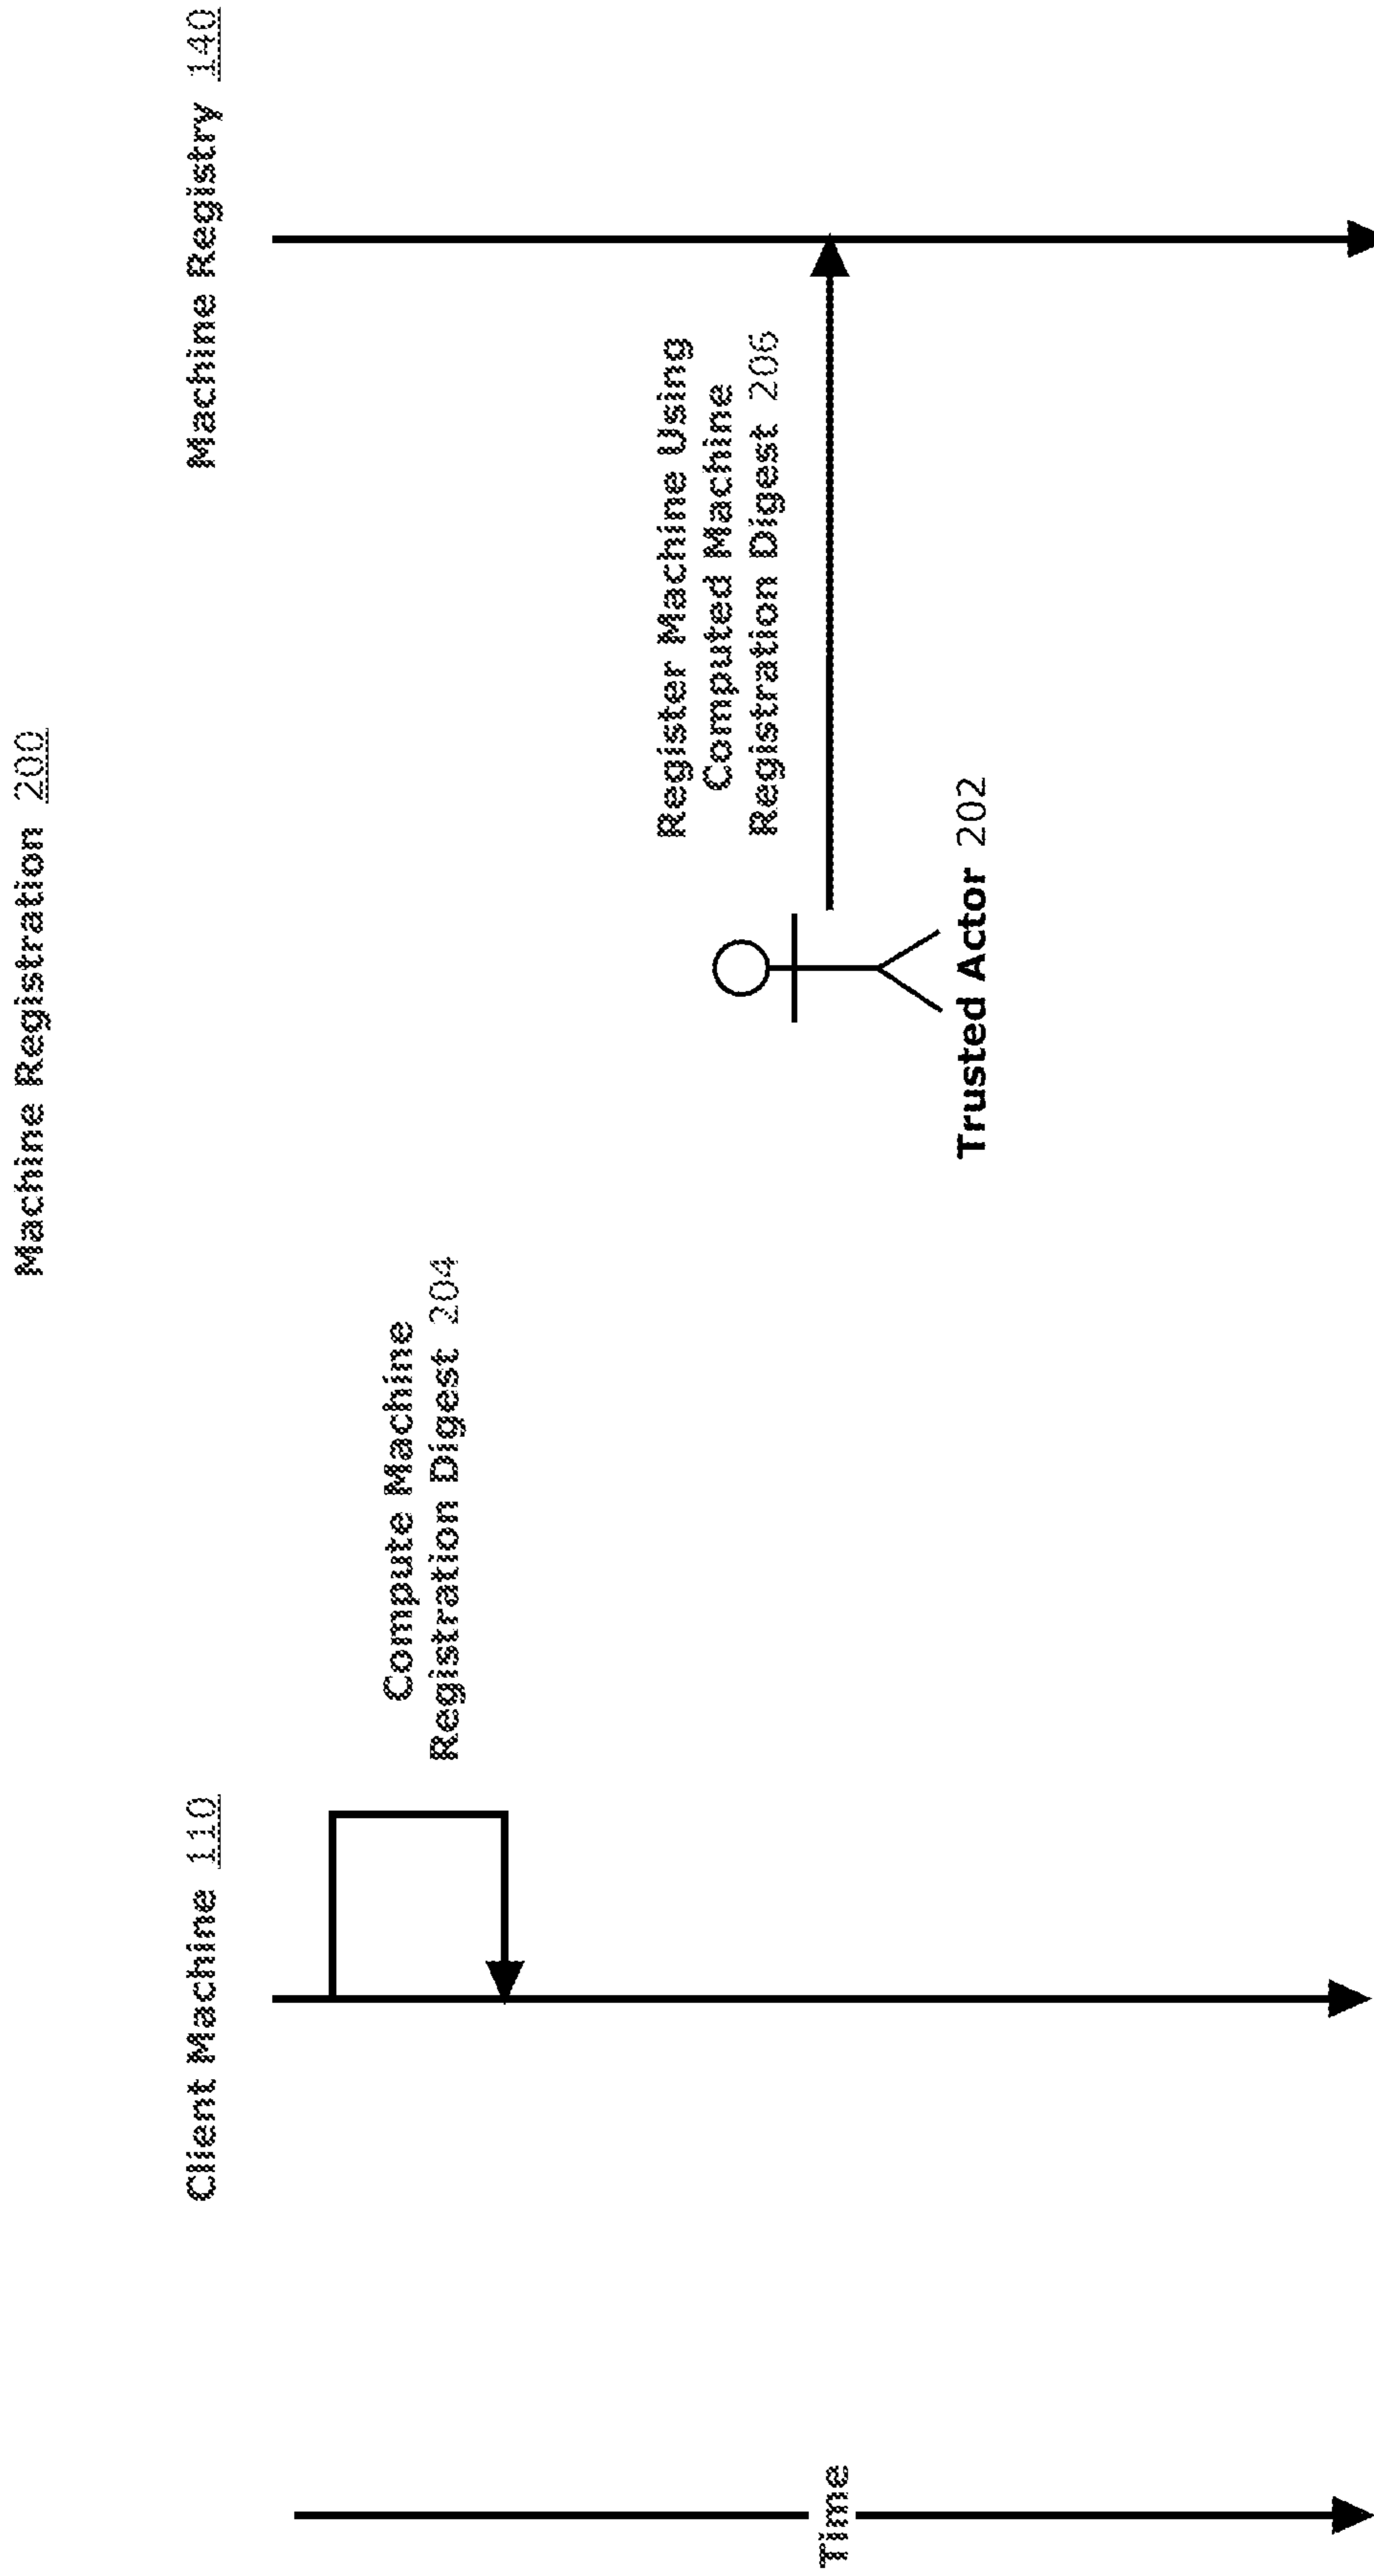 Machine Registration 200
Client Machine 110
Machine Registry 140
Compute Machine
Registration Digest 204
Register Machine Using
Computed Machine
Registration Digest 206
Time
Trusted Actor 202